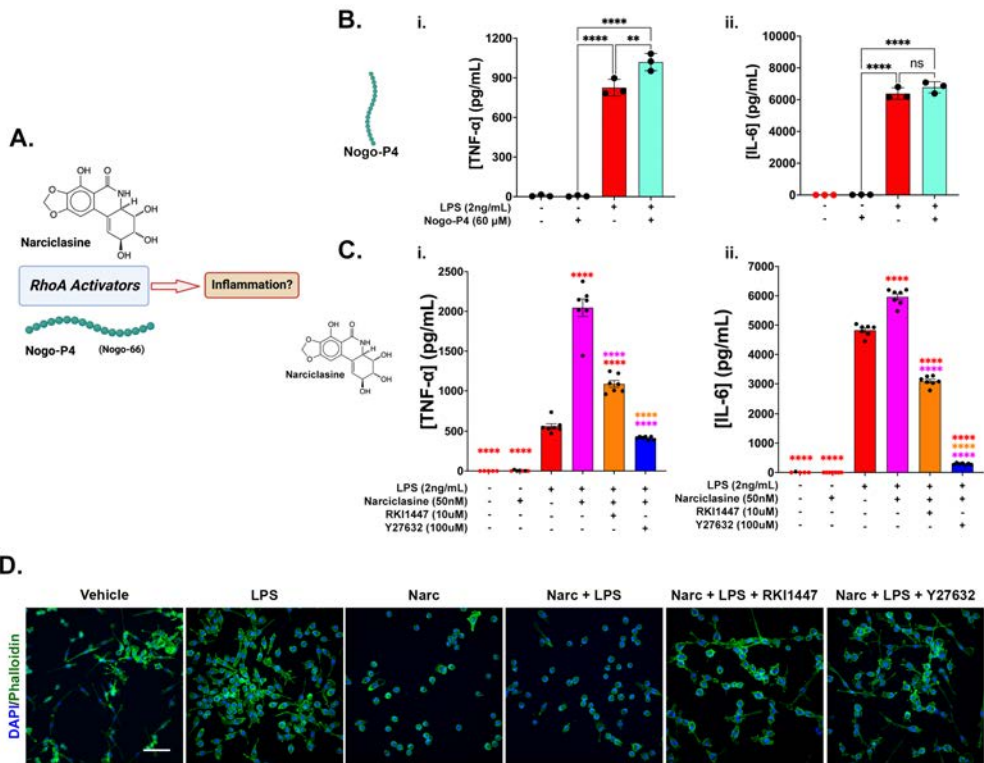 A.
OH
O
O
O
NH
H
OH
OH
OH
Narciclasine
RhoA Activators
Inflammation?
Nogo-P4
(Nogo-66)
B.
Nogo-P4
i.
[TNF-α] (pg/mL)
1200
900
600
300
0
****
****
**
LPS (2ng/mL) - - + +
Nogo-P4 (60 µM) - + - +
ii.
[IL-6] (pg/mL)
8000
6000
4000
2000
0
****
****
ns
- - + +
- + - +
C.
OH
O
O
O
NH
H
OH
OH
OH
Narciclasine
i.
[TNF-α] (pg/mL)
2500
2000
1500
1000
500
0
****
****
****
****
****
****
****
LPS (2ng/mL) - - + + + +
Narciclasine (50nM) - + - + + +
RKI1447 (10uM) - - - - + -
Y27632 (100uM) - - - - - +
ii.
[IL-6] (pg/mL)
7000
6000
5000
4000
3000
2000
1000
0
****
****
****
****
****
****
****
****
LPS (2ng/mL) - - + + + +
Narciclasine (50nM) - + - + + +
RKI1447 (10uM) - - - - + -
Y27632 (100uM) - - - - - +
D.
Vehicle
LPS
Narc
Narc + LPS
Narc + LPS + RKI1447
Narc + LPS + Y27632
DAPI/Phalloidin